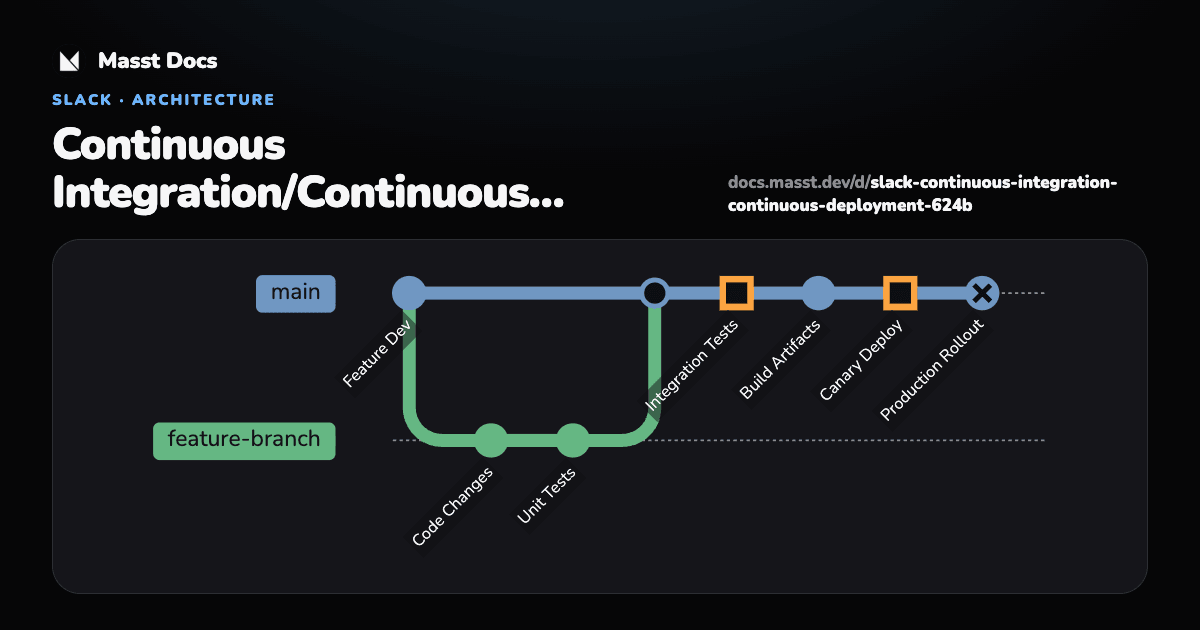 Masst Docs
SLACK · ARCHITECTURE
Continuous
Integration/Continuous...
docs.masst.dev/d/slack-continuous-integration-
continuous-deployment-624b
main
Feature Dev
Integration Tests
Build Artifacts
Canary Deploy
Production Rollout
feature-branch
Code Changes
Unit Tests